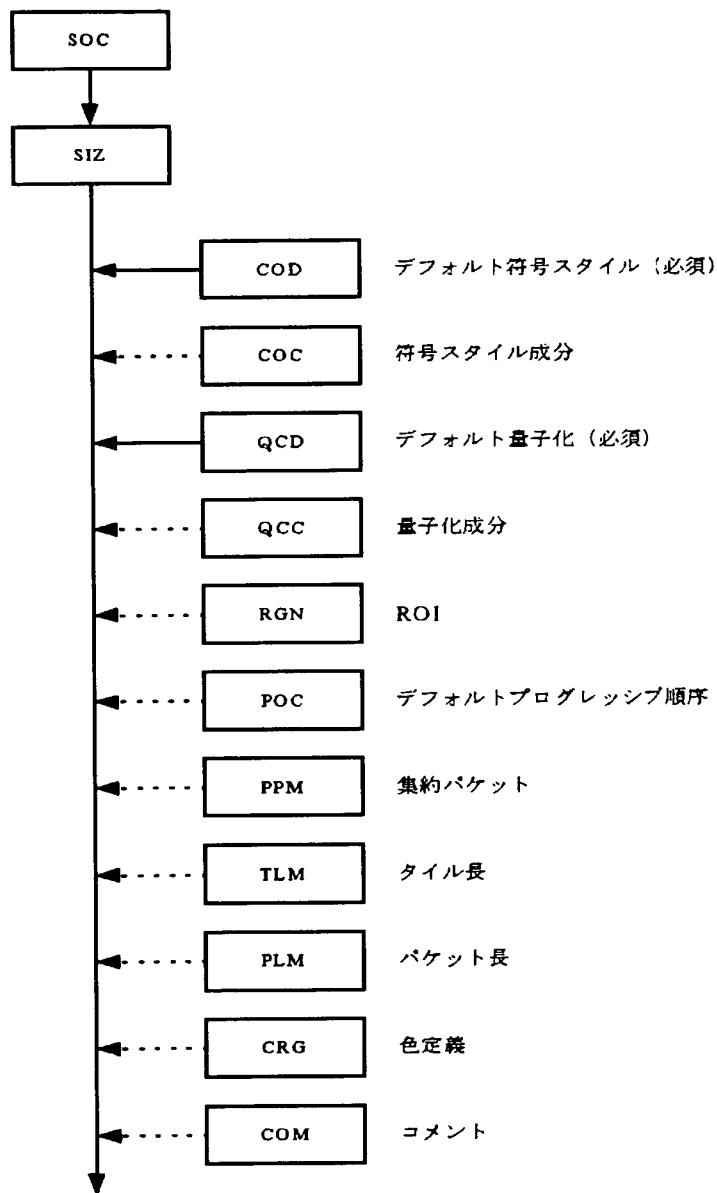 SOC
SIZ
COD デフォルト符号スタイル（必須）
COC 符号スタイル成分
QCD デフォルト量子化（必須）
QCC 量子化成分
RGN ROI
POC デフォルトプログレッシブ順序
PPM 集約パケット
TLM タイル長
PLM パケット長
CRG 色定義
COM コメント